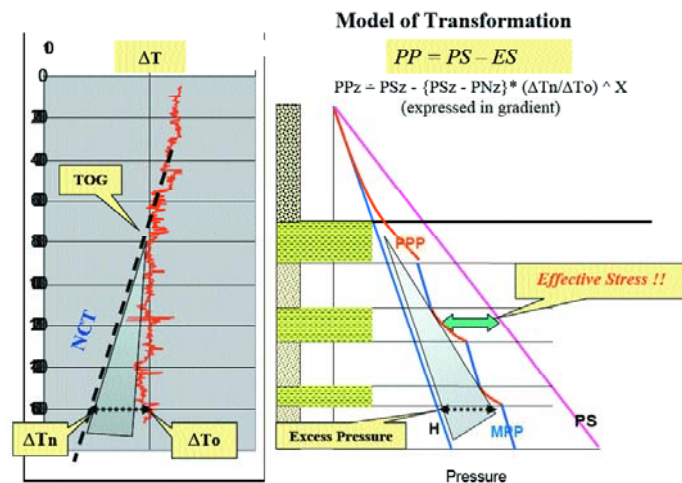 Model of Transformation
PP = PS – ES
PPz = PSz - {PSz - PNz}* (ΔTn/ΔTo) ^ X
(expressed in gradient)
ΔT
0
TOG
NCT
ΔTn
ΔTo
PPP
Effective Stress !!
Excess Pressure
H
MPP
PS
Pressure